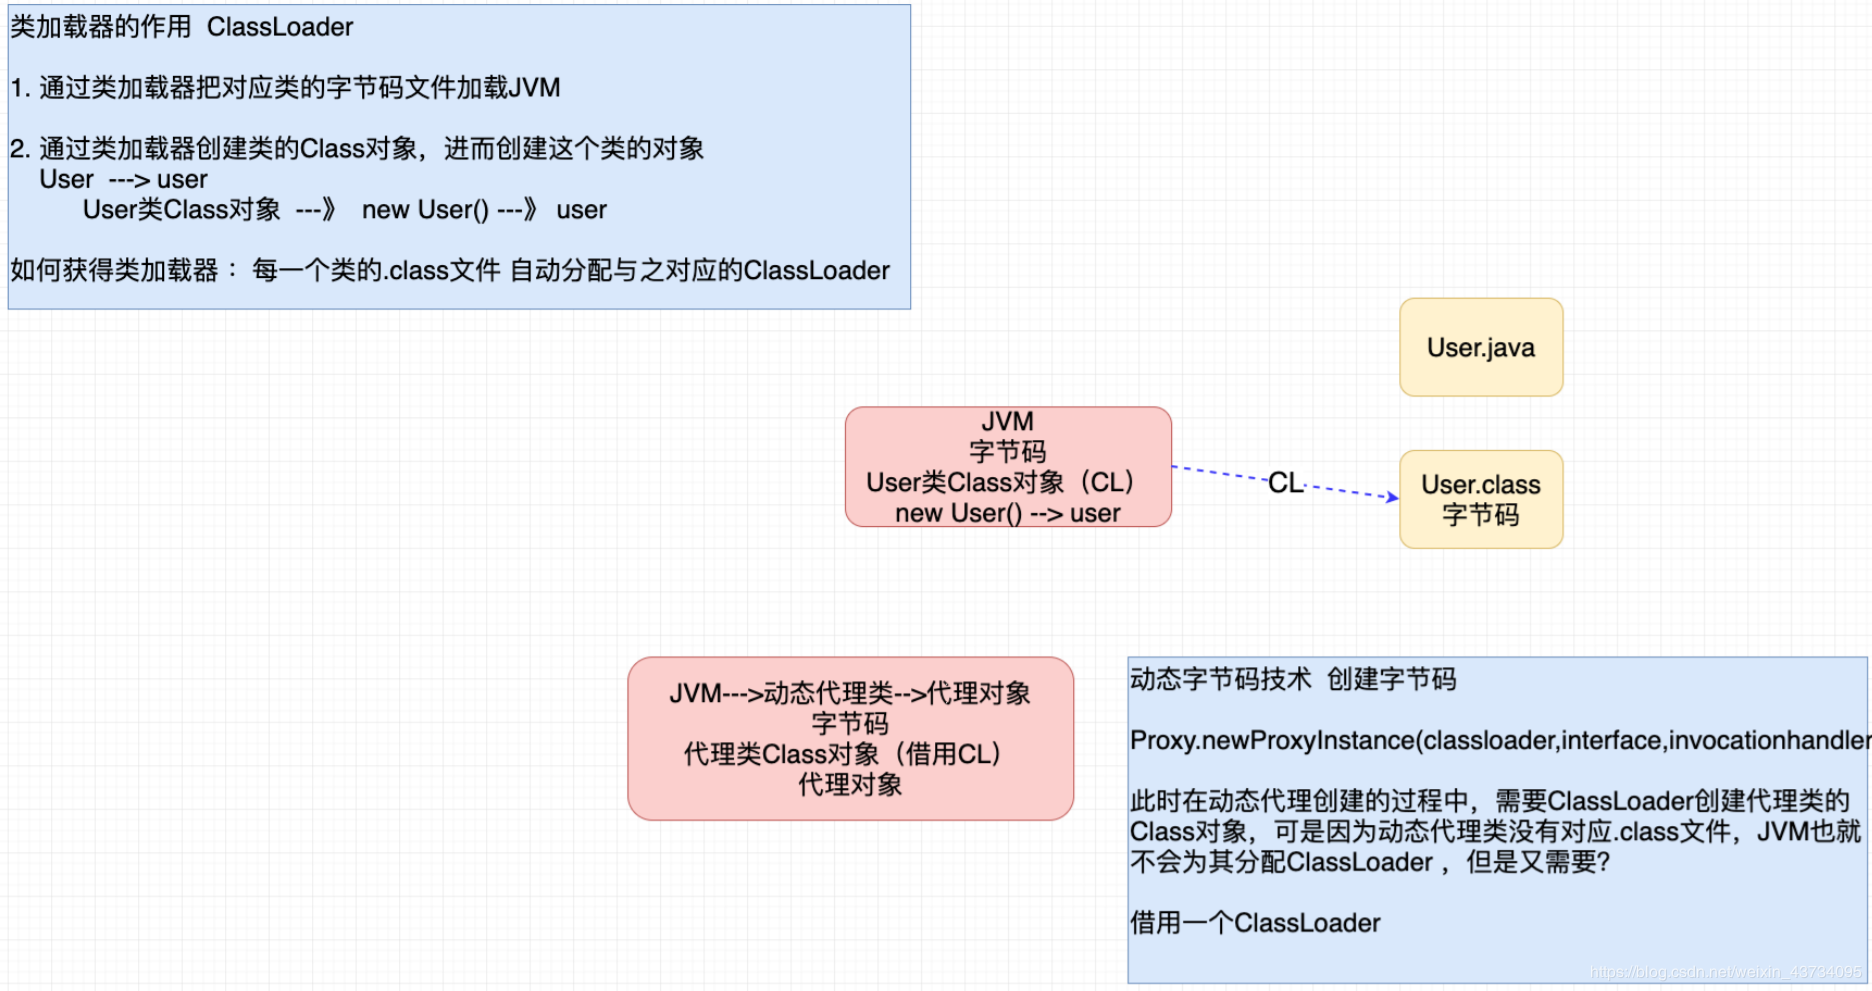 类加载器的作用  ClassLoader
1. 通过类加载器把对应类的字节码文件加载JVM
2. 通过类加载器创建类的Class对象，进而创建这个类的对象
User  ---> user
User类Class对象  ---》  new User() ---》 user
如何获得类加载器 ： 每一个类的.class文件 自动分配与之对应的ClassLoader
User.java
JVM
字节码
User类Class对象（CL）
new User() --> user
CL
User.class
字节码
JVM--->动态代理类-->代理对象
字节码
代理类Class对象（借用CL）
代理对象
动态字节码技术  创建字节码
Proxy.newProxyInstance(classloader,interface,invocationhandler
此时在动态代理创建的过程中，需要ClassLoader创建代理类的
Class对象，可是因为动态代理类没有对应.class文件，JVM也就
不会为其分配ClassLoader ，但是又需要?
借用一个ClassLoader
https://blog.csdn.net/weixin_43734095